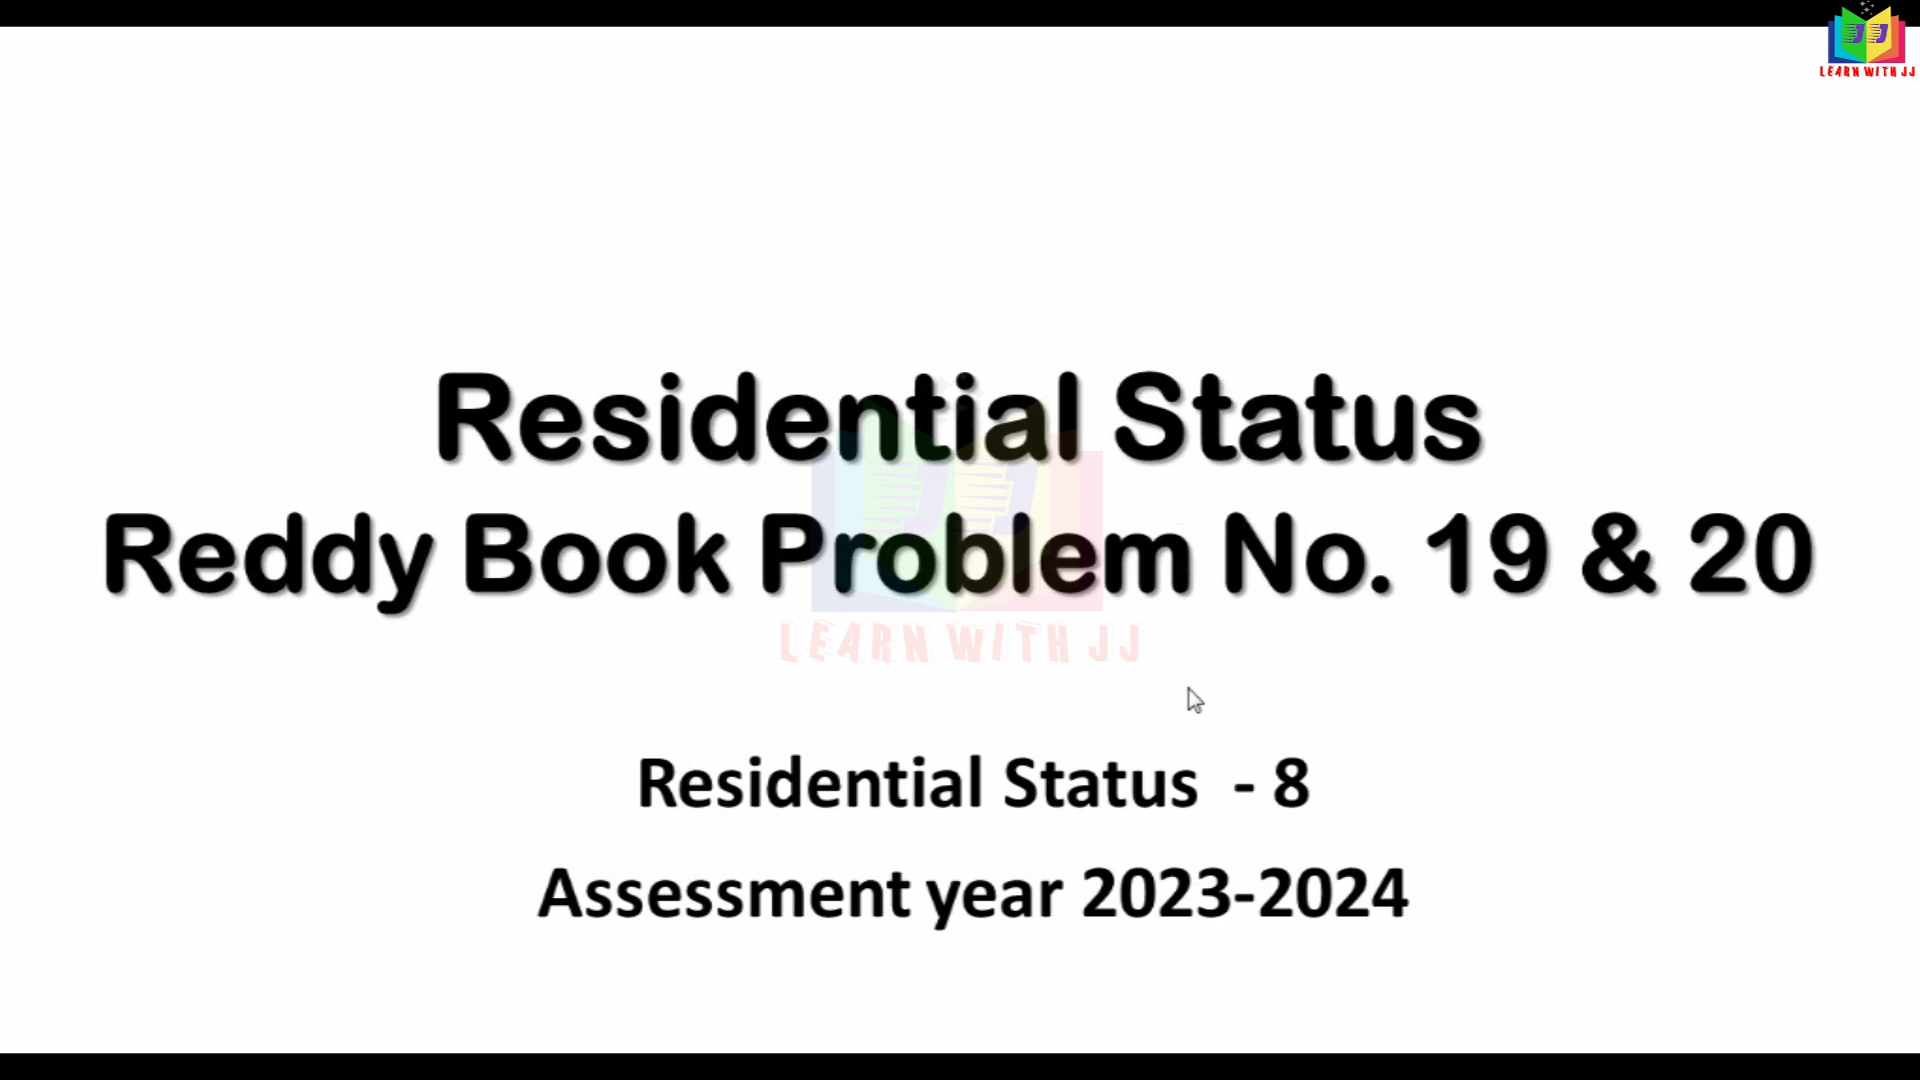 LEARN WITH JJ
Residential Status
Reddy Book Problem No. 19 & 20
LEARN WITH JJ
Residential Status - 8
Assessment year 2023-2024